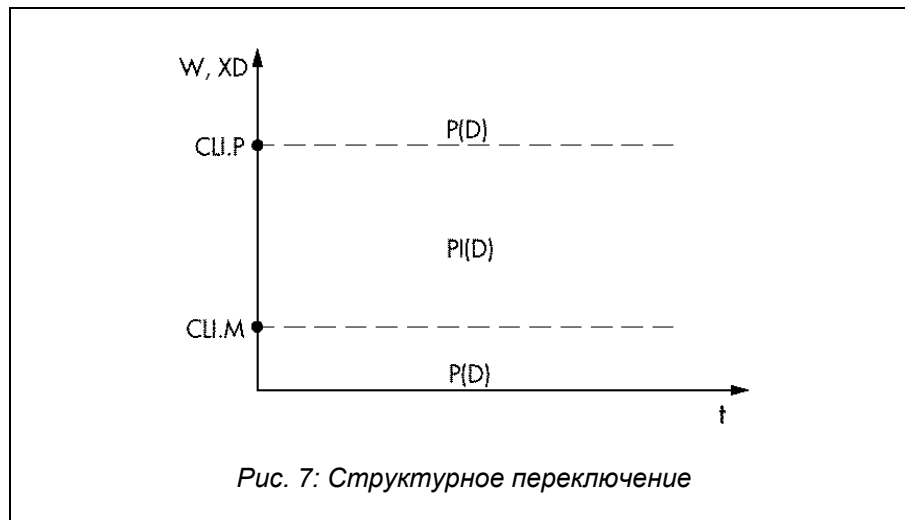 W, XD
P(D)
CLI.P
PI(D)
CLI.M
P(D)
t
Рис. 7: Структурное переключение